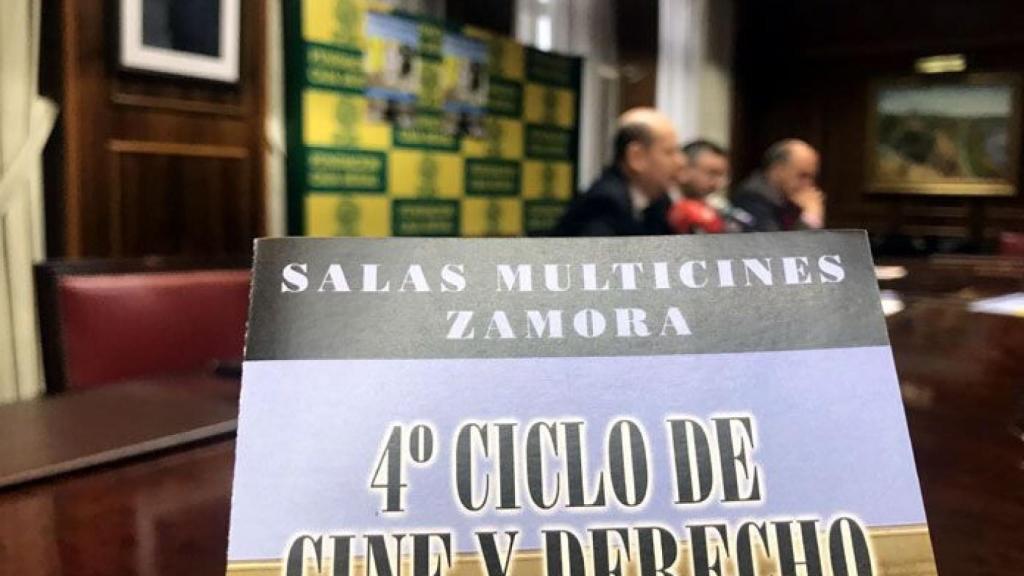 SALAS MULTICINES
ZAMORA
4º CICLO DE
CINE Y DERECHO